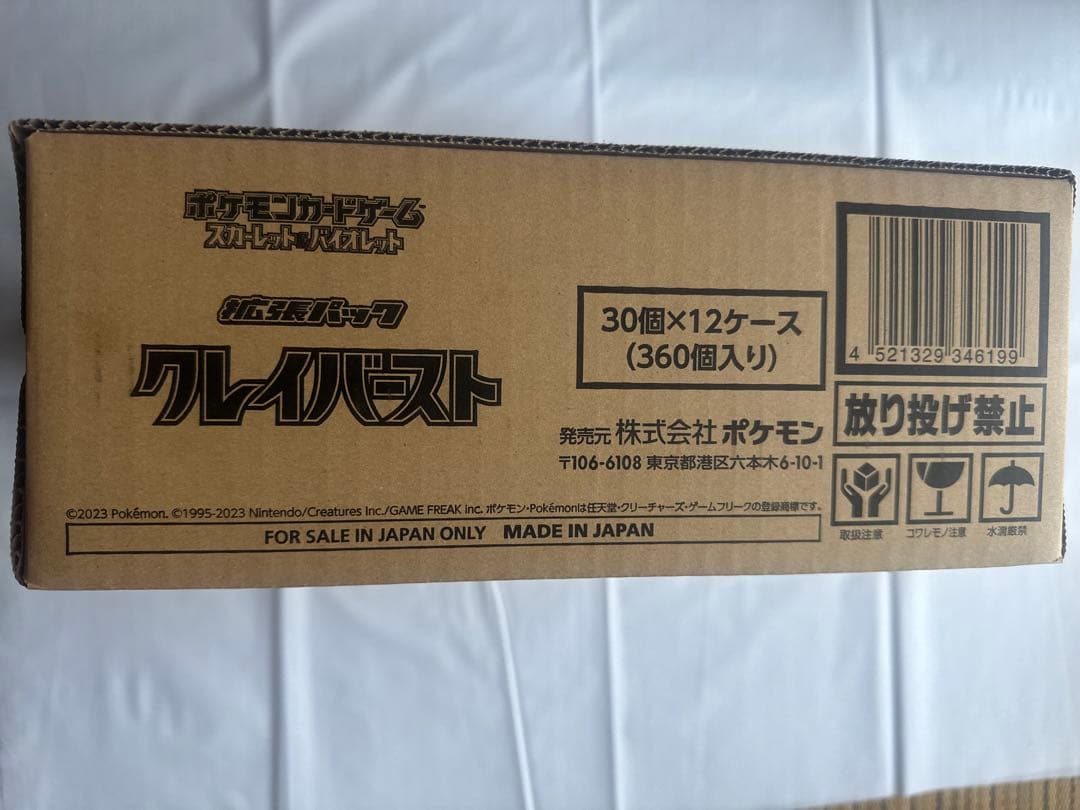 ポケモンカードゲーム
スカーレット&バイオレット
拡張パック
クレイバースト
30個×12ケース
(360個入り)
4 521329 346199
放り投げ禁止
発売元 株式会社 ポケモン
〒106-6108 東京都港区六本木6-10-1
取扱注意 コワレモノ注意 水濡厳禁
©2023 Pokémon. ©1995-2023 Nintendo/Creatures Inc./GAME FREAK inc. ポケモン・Pokémonは任天堂・クリーチャーズ・ゲームフリークの登録商標です。
FOR SALE IN JAPAN ONLY MADE IN JAPAN